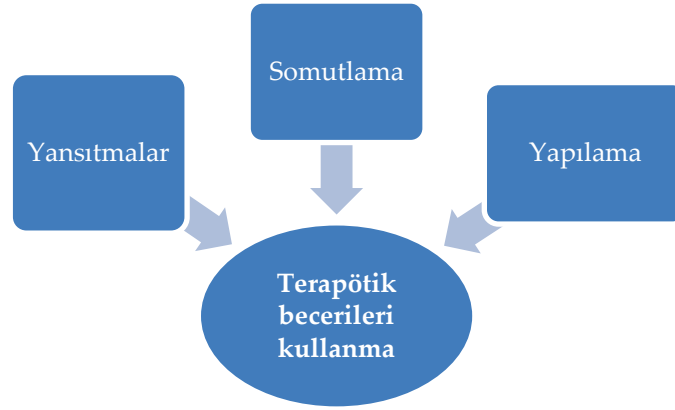 Somutlama
Yansıtmalar
Yapılama
Terapötik
becerileri
kullanma